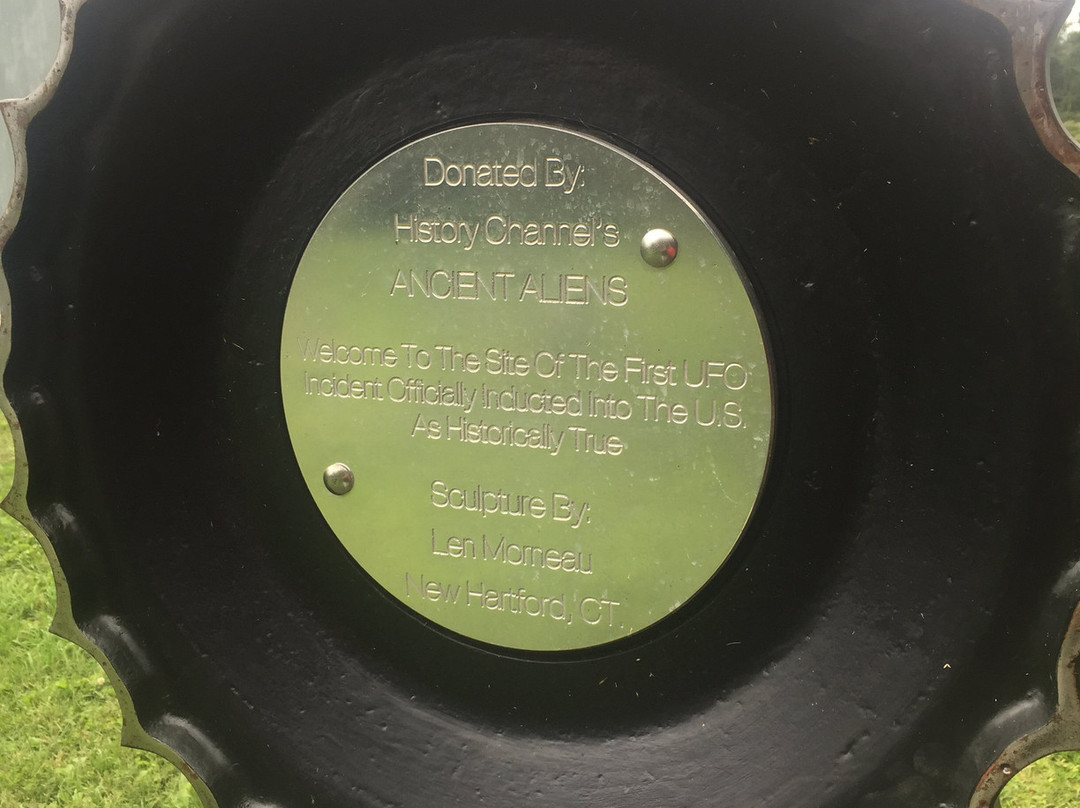 Donated By:
History Channel's
ANCIENT ALIENS
Welcome To The Site Of The First UFO
Incident Officially Inducted Into The U.S.
As Historically True
Sculpture By:
Len Morneau
New Hartford, CT.